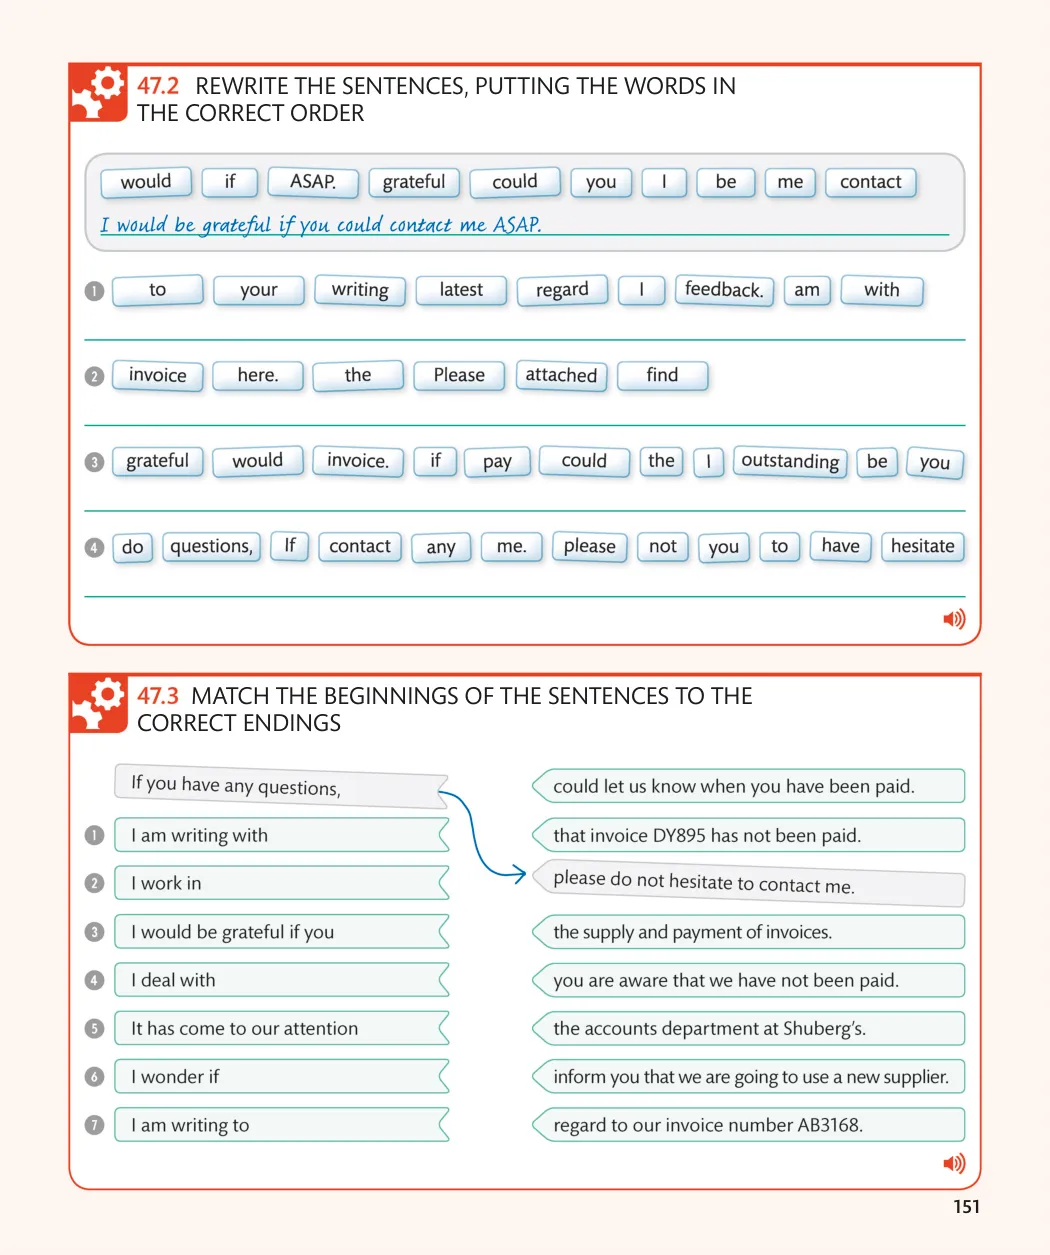 47.2 REWRITE THE SENTENCES, PUTTING THE WORDS IN
THE CORRECT ORDER
would if ASAP. grateful could you I be me contact
I would be grateful if you could contact me ASAP.
1 to your writing latest regard I feedback. am with
2 invoice here. the Please attached find
3 grateful would invoice. if pay could the I outstanding be you
4 do questions, If contact any me. please not you to have hesitate
47.3 MATCH THE BEGINNINGS OF THE SENTENCES TO THE
CORRECT ENDINGS
If you have any questions, could let us know when you have been paid.
1 I am writing with that invoice DY895 has not been paid.
2 I work in please do not hesitate to contact me.
3 I would be grateful if you the supply and payment of invoices.
4 I deal with you are aware that we have not been paid.
5 It has come to our attention the accounts department at Shuberg's.
6 I wonder if inform you that we are going to use a new supplier.
7 I am writing to regard to our invoice number AB3168.
151